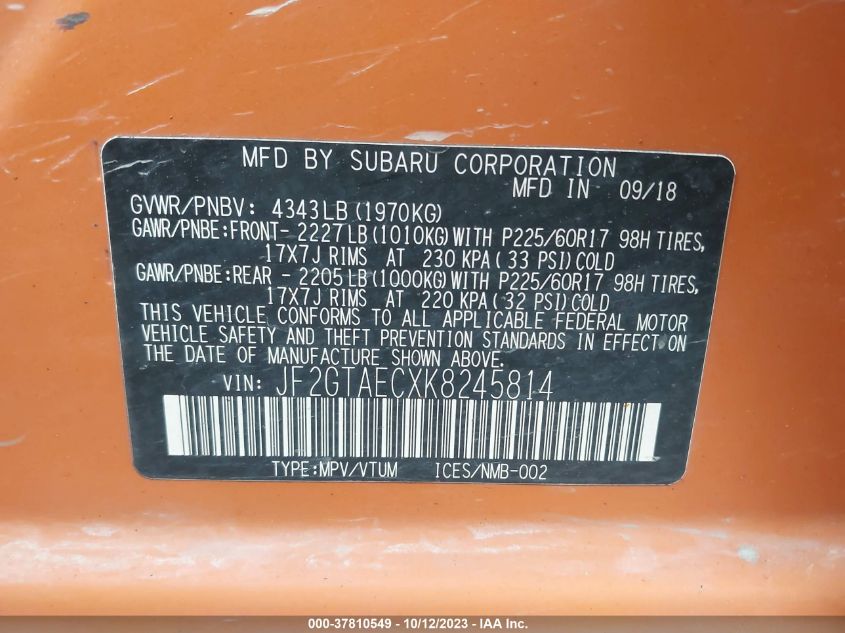 MFD BY SUBARU CORPORATION
MFD IN 09/18
GVWR/PNBV: 4343LB(1970KG)
GAWR/PNBE:FRONT- 2227LB(1010KG)WITH P225/60R17 98H TIRES,
17X7J RIMS AT 230 KPA(33 PSI)COLD
GAWR/PNBE:REAR - 2205LB(1000KG)WITH P225/60R17 98H TIRES,
17X7J RIMS AT 220 KPA(32 PSI)COLD
THIS VEHICLE CONFORMS TO ALL APPLICABLE FEDERAL MOTOR
VEHICLE SAFETY AND THEFT PREVENTION STANDARDS IN EFFECT ON
THE DATE OF MANUFACTURE SHOWN ABOVE.
VIN: JF2GTAECXK8245814
TYPE:MPV/VTUM ICES/NMB-002
000-37810549 - 10/12/2023 - IAA Inc.